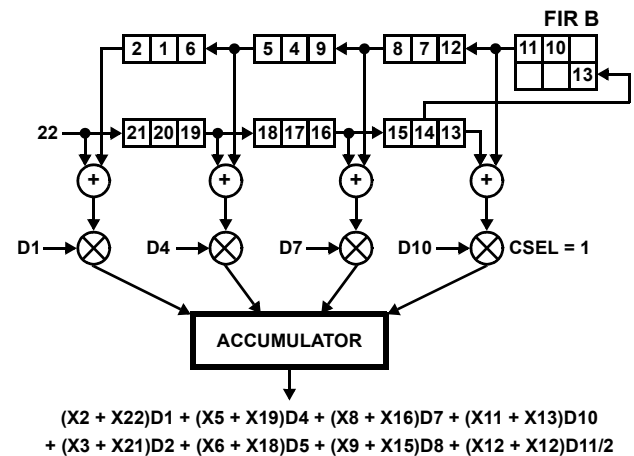 FIR B
2 1 6 5 4 9 8 7 12 11 10
13
22 21 20 19 18 17 16 15 14 13
+ + + +
D1 D4 D7 D10 CSEL = 1
ACCUMULATOR
(X2 + X22)D1 + (X5 + X19)D4 + (X8 + X16)D7 + (X11 + X13)D10
+ (X3 + X21)D2 + (X6 + X18)D5 + (X9 + X15)D8 + (X12 + X12)D11/2